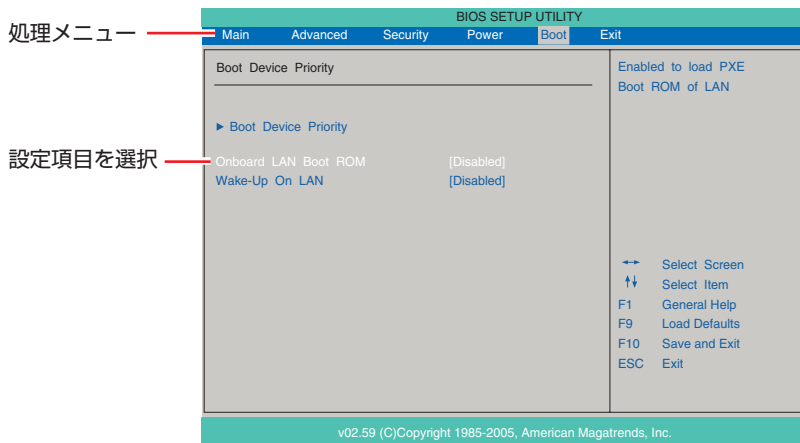 BIOS SETUP UTILITY
処理メニュー
Main Advanced Security Power Boot Exit
Boot Device Priority
Enabled to load PXE
Boot ROM of LAN
▶ Boot Device Priority
設定項目を選択
Onboard LAN Boot ROM [Disabled]
Wake-Up On LAN [Disabled]
←→ Select Screen
↑↓ Select Item
F1 General Help
F9 Load Defaults
F10 Save and Exit
ESC Exit
v02.59 (C)Copyright 1985-2005, American Magatrends, Inc.